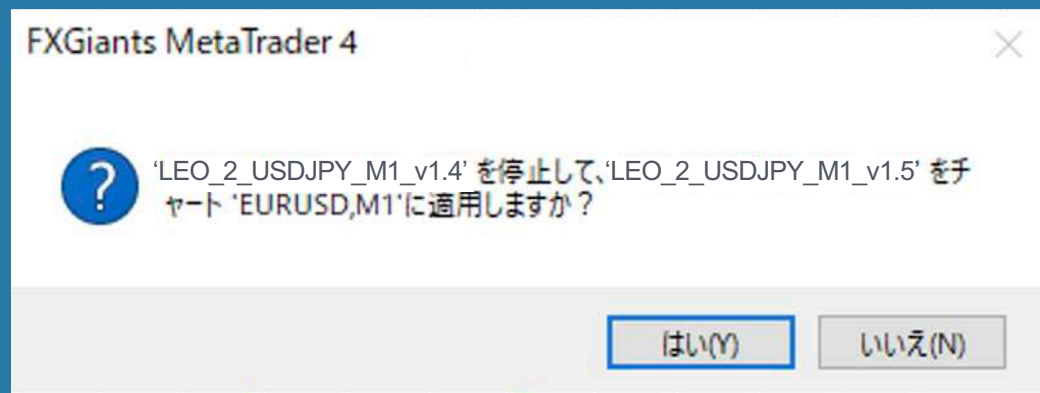 FXGiants MetaTrader 4
?
‘LEO_2_USDJPY_M1_v1.4’ を停止して、‘LEO_2_USDJPY_M1_v1.5’ をチ
ャート 'EURUSD,M1'に適用しますか？
はい(Y)
いいえ(N)